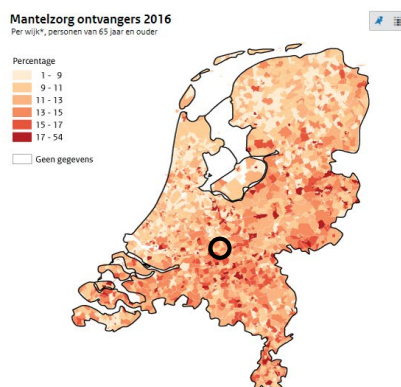 Mantelzorg ontvangers 2016
Per wijk*, personen van 65 jaar en ouder
Percentage
1 - 9
9 - 11
11 - 13
13 - 15
15 - 17
17 - 54
Geen gegevens